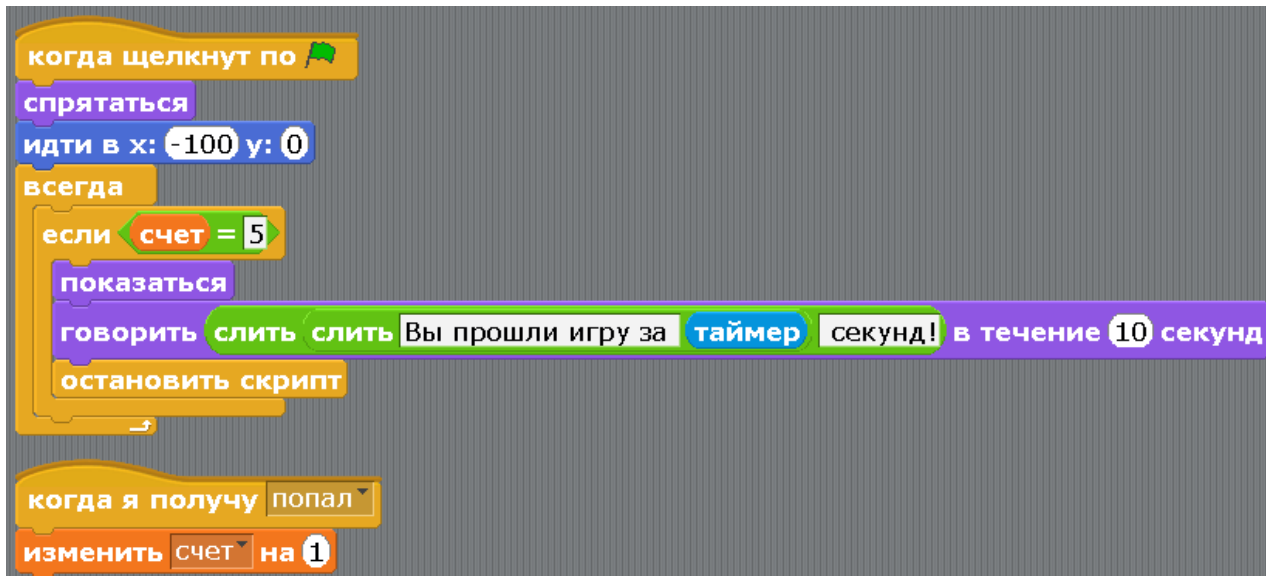 когда щелкнут по
спрятаться
идти в x: -100 y: 0
всегда
если счет = 5
показаться
говорить слить слить Вы прошли игру за таймер секунд! в течение 10 секунд
остановить скрипт
когда я получу попал
изменить счет на 1